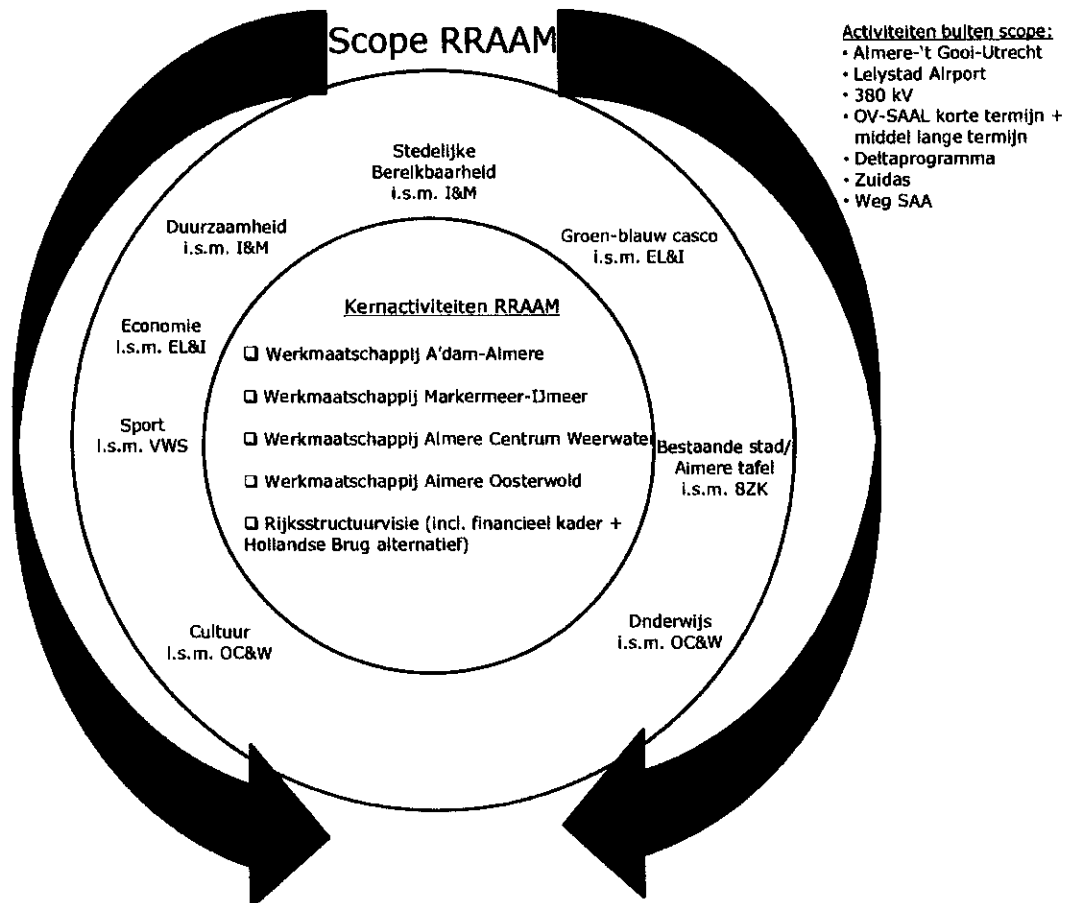 Scope RRAAM
Activiteiten buiten scope:
• Almere-'t Gooi-Utrecht
• Lelystad Airport
• 380 kV
• OV-SAAL korte termijn +
middel lange termijn
• Deltaprogramma
• Zuidas
• Weg SAA
Stedelijke
Bereikbaarheid
i.s.m. I&M
Duurzaamheid
i.s.m. I&M
Groen-blauw casco
i.s.m. EL&I
Economie
i.s.m. EL&I
Sport
i.s.m. VWS
Kernactiviteiten RRAAM
❑ Werkmaatschappij A'dam-Almere
❑ Werkmaatschappij Markermeer-IJmeer
❑ Werkmaatschappij Almere Centrum Weerwater
❑ Werkmaatschappij Almere Oosterwold
❑ Rijksstructuurvisie (incl. financieel kader +
Hollandse Brug alternatief)
Bestaande stad/
Almere tafel
i.s.m. BZK
Cultuur
i.s.m. OC&W
Onderwijs
i.s.m. OC&W